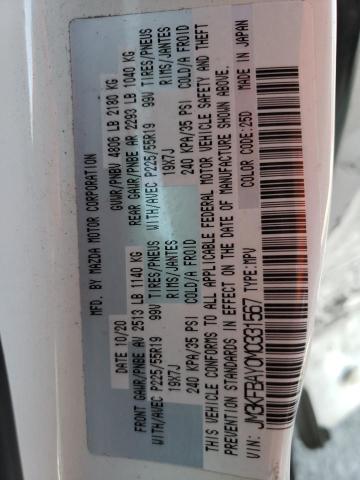 MFD. BY MAZDA MOTOR CORPORATION
DATE 10/20 GVWR/PNBV 4806 LB 2180 KG
FRONT GAWR/PNBE AV 2513 LB 1140 KG REAR GAWR/PNBE AR 2293 LB 1040 KG
WITH/AVEC P225/55R19 99V TIRES/PNEUS WITH/AVEC P225/55R19 99V TIRES/PNEUS
19X7J RIMS/JANTES 19X7J RIMS/JANTES
240 KPA/35 PSI COLD/A FROID 240 KPA/35 PSI COLD/A FROID
THIS VEHICLE CONFORMS TO ALL APPLICABLE FEDERAL MOTOR VEHICLE SAFETY AND THEFT
PREVENTION STANDARDS IN EFFECT ON THE DATE OF MANUFACTURE SHOWN ABOVE.
COLOR CODE:25D MADE IN JAPAN
VIN: JM3KFBAY0M0331567 TYPE:MPV